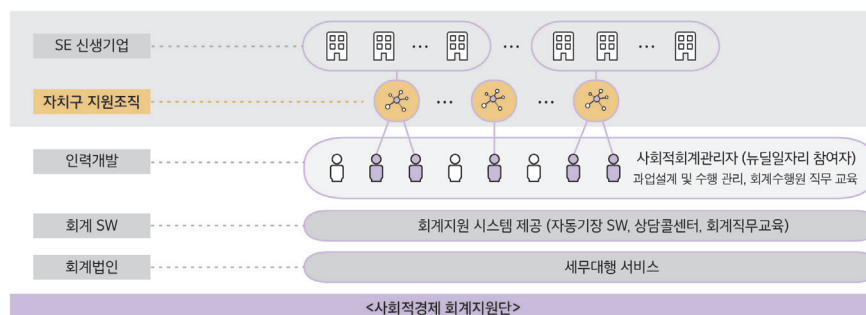 SE 신생기업
자치구 지원조직
인력개발
사회적회계관리자 (뉴딜일자리 참여자)
과업설계 및 수행 관리, 회계수행원 직무 교육
회계 SW
회계지원 시스템 제공 (자동기장 SW, 상담콜센터, 회계직무교육)
회계법인
세무대행 서비스
<사회적경제 회계지원단>